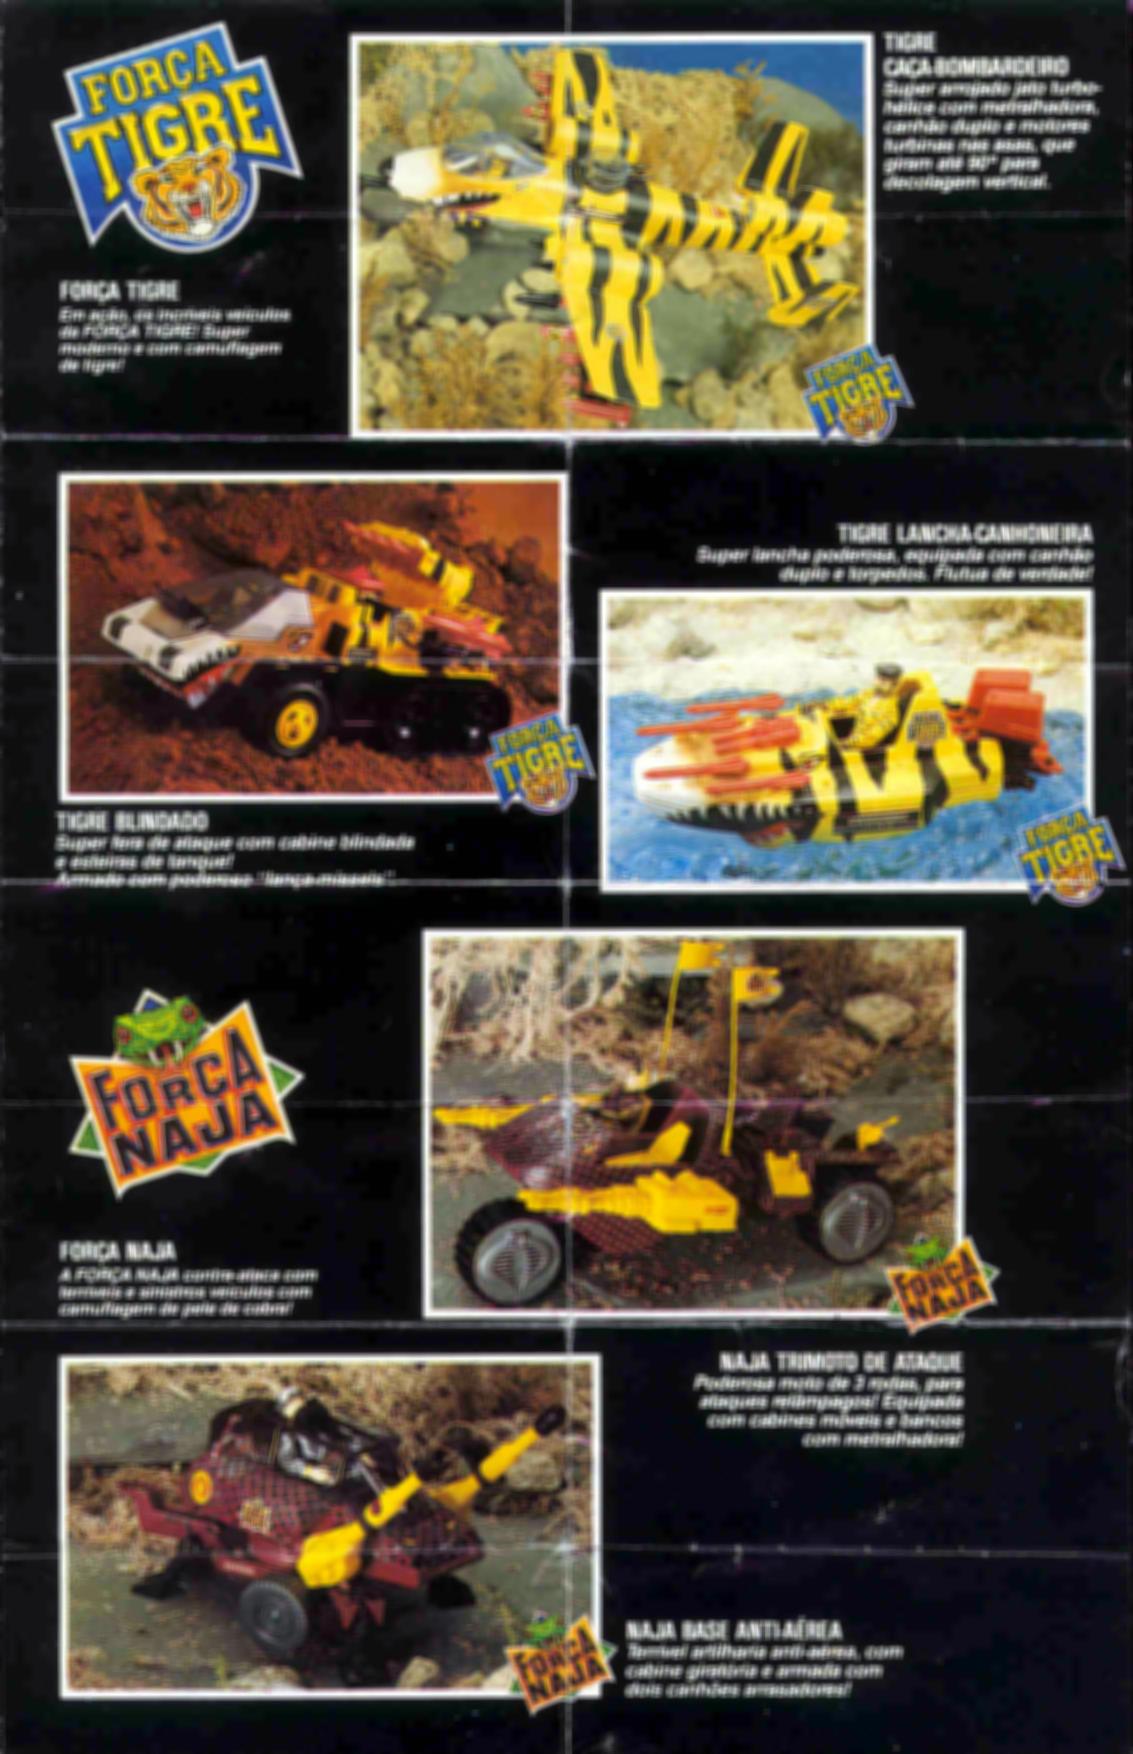 FORÇA
TIGRE
TIGRE
CAÇA-BOMBARDEIRO
Super arrojado jato turbo-
hélice com metralhadora,
canhão duplo e motores
turbinas nas asas, que
giram até 90° para
decolagem vertical.
FORÇA TIGRE
Em ação, os incríveis veículos
da FORÇA TIGRE! Super
moderno e com camuflagem
de tigre!
FORÇA
TIGRE
TIGRE LANCHA-CANHONEIRA
Super lancha poderosa, equipada com canhão
duplo e torpedos. Flutua de verdade!
FORÇA
TIGRE
TIGRE BLINDADO
Super fera de ataque com cabine blindada
e esteiras de tanque!
Armado com poderoso "lança-mísseis".
FORÇA
TIGRE
FORÇA
NAJA
FORÇA NAJA
A FORÇA NAJA contra-ataca com
terríveis e sinistros veículos com
camuflagem de pele de cobra!
FORÇA
NAJA
NAJA TRIMOTO DE ATAQUE
Poderosa moto de 3 rodas, para
ataques relâmpagos! Equipada
com cabines móveis e bancos
com metralhadora!
FORÇA
NAJA
NAJA BASE ANTI-AÉREA
Terrível artilharia anti-aérea, com
cabine giratória e armada com
dois canhões arrasadores!